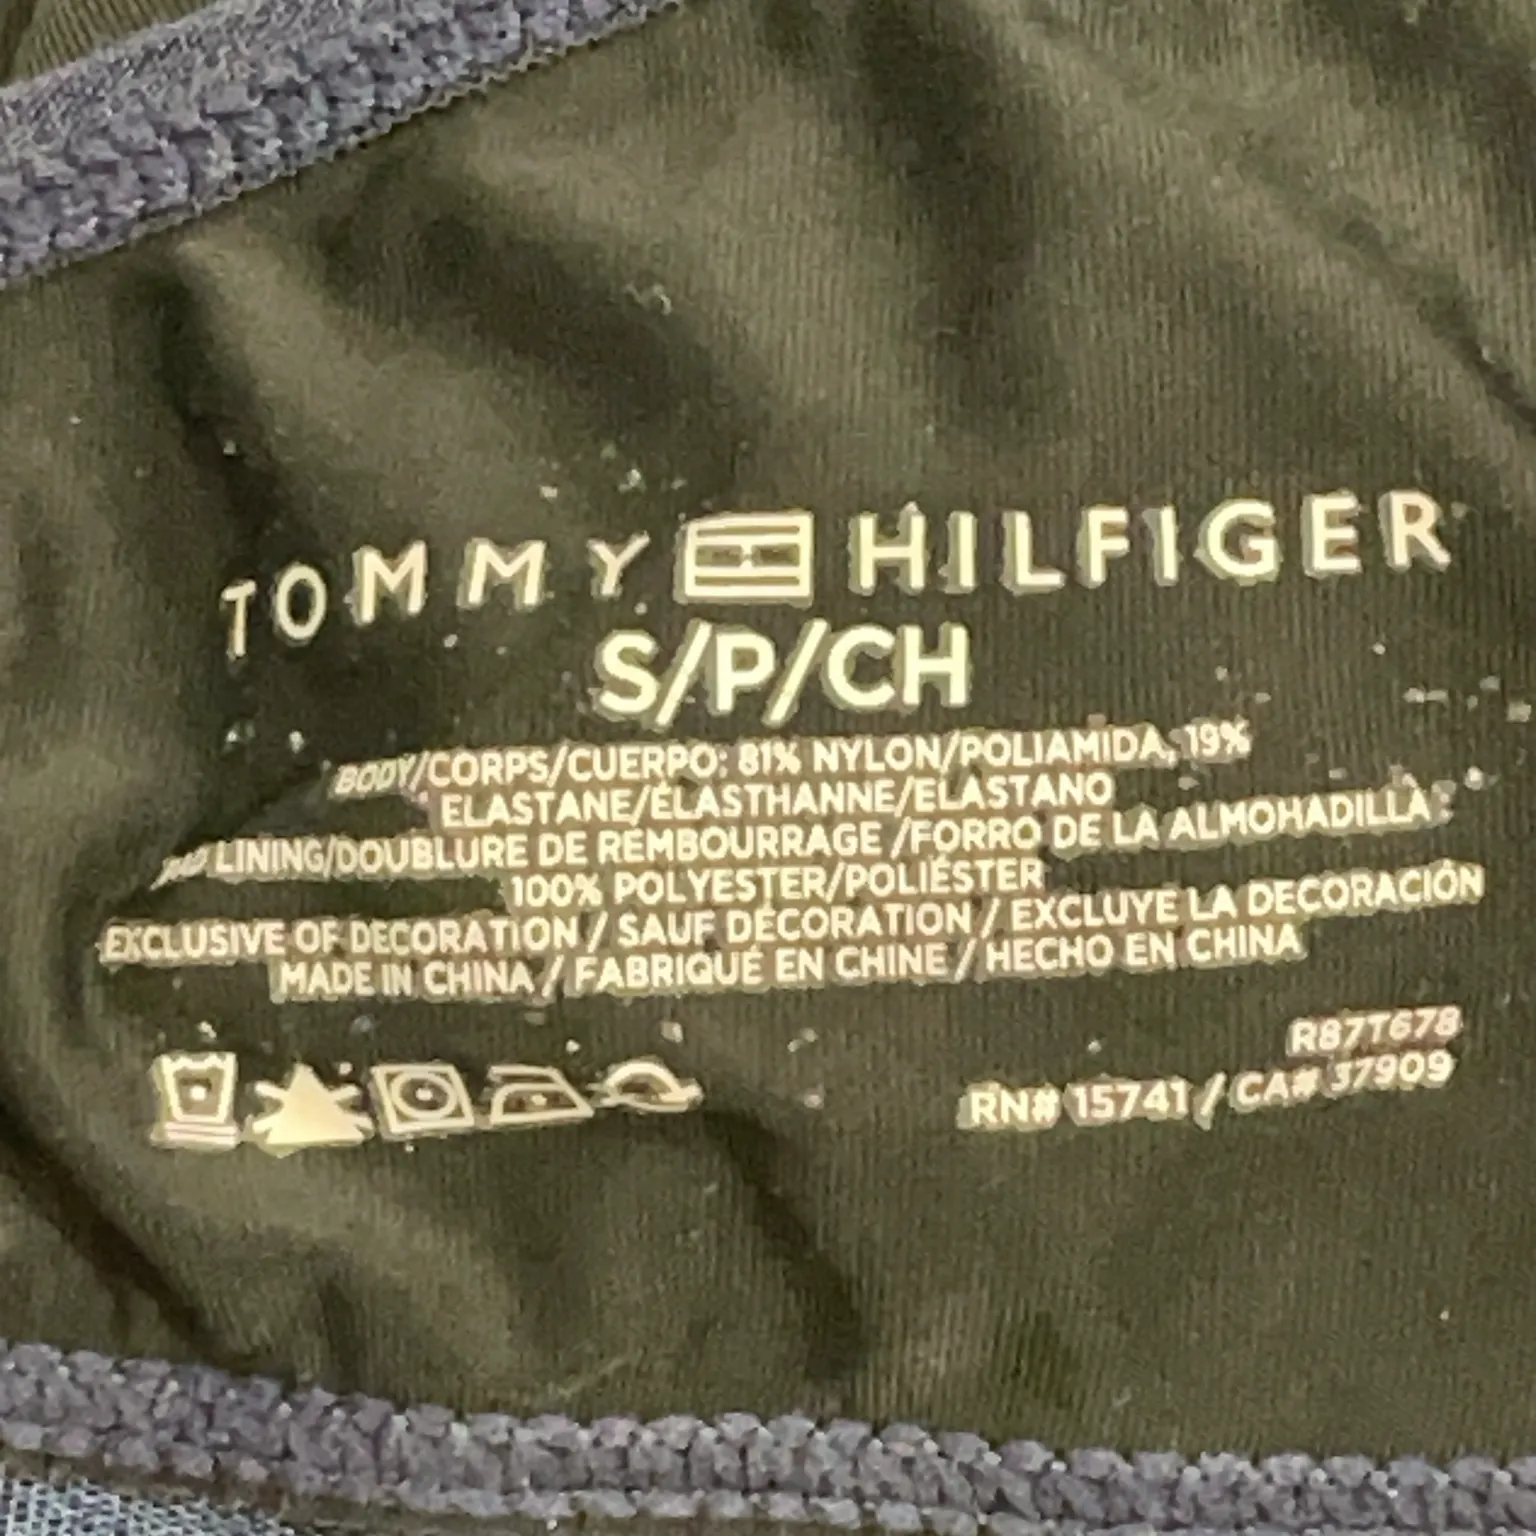 TOMMY HILFIGER
S/P/CH
BODY/CORPS/CUERPO: 81% NYLON/POLIAMIDA, 19%
ELASTANE/ÉLASTHANNE/ELASTANO
PAD LINING/DOUBLURE DE REMBOURRAGE /FORRO DE LA ALMOHADILLA:
100% POLYESTER/POLIÉSTER
EXCLUSIVE OF DECORATION / SAUF DÉCORATION / EXCLUYE LA DECORACIÓN
MADE IN CHINA / FABRIQUÉ EN CHINE / HECHO EN CHINA
R87T678
RN# 15741 / CA# 37909